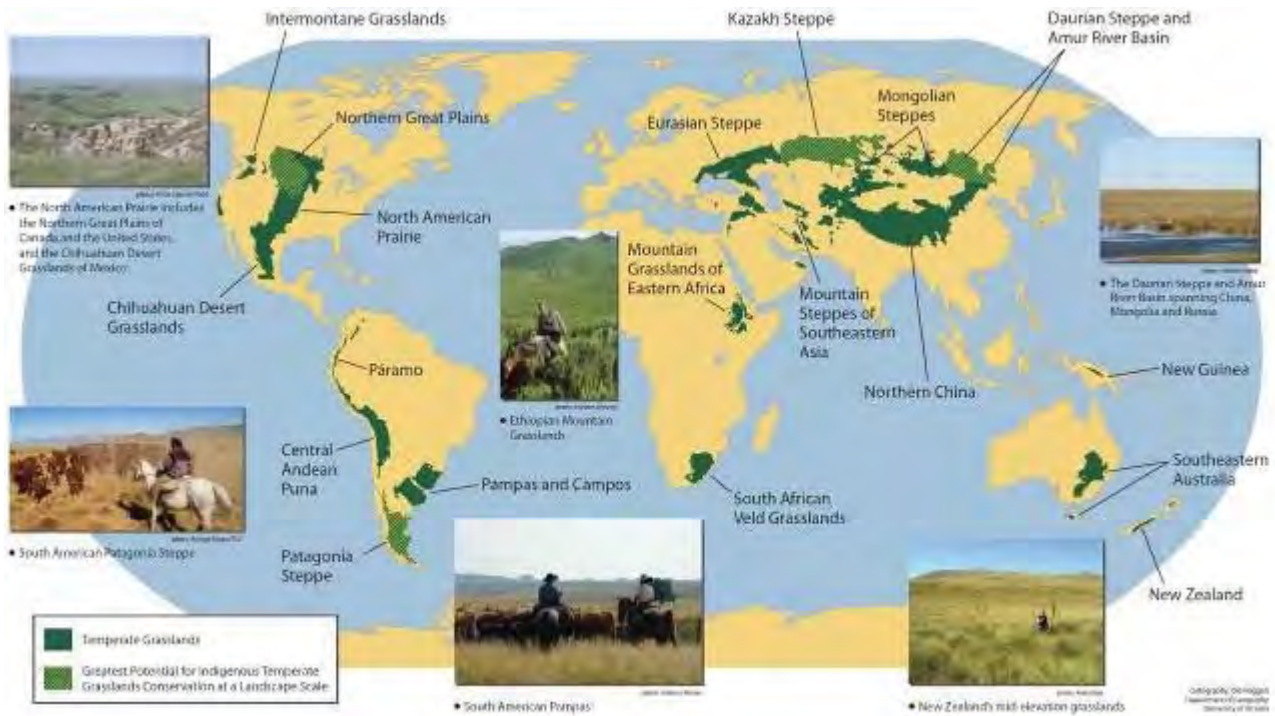 Intermontane Grasslands
Kazakh Steppe
Daurian Steppe and
Amur River Basin
Northern Great Plains
Eurasian Steppe
Mongolian
Steppes
• The North American Prairie includes
the Northern Great Plains of
Canada and the United States,
and the Chihuahuan Desert
Grasslands of Mexico.
North American
Prairie
Mountain
Grasslands of
Eastern Africa
Mountain
Steppes of
Southeastern
Asia
• The Daurian Steppe and Amur
River Basin spanning China,
Mongolia and Russia
Chihuahuan Desert
Grasslands
Páramo
Northern China
New Guinea
• Ethiopian Mountain
Grasslands
Central
Andean
Puna
Pampas and Campos
South African
Veld Grasslands
Southeastern
Australia
• South American Patagonia Steppe
Patagonia
Steppe
New Zealand
Temperate Grasslands
Greatest Potential for Indigenous Temperate
Grasslands Conservation at a Landscape Scale
• South American Pampas
• New Zealand's mid-elevation grasslands